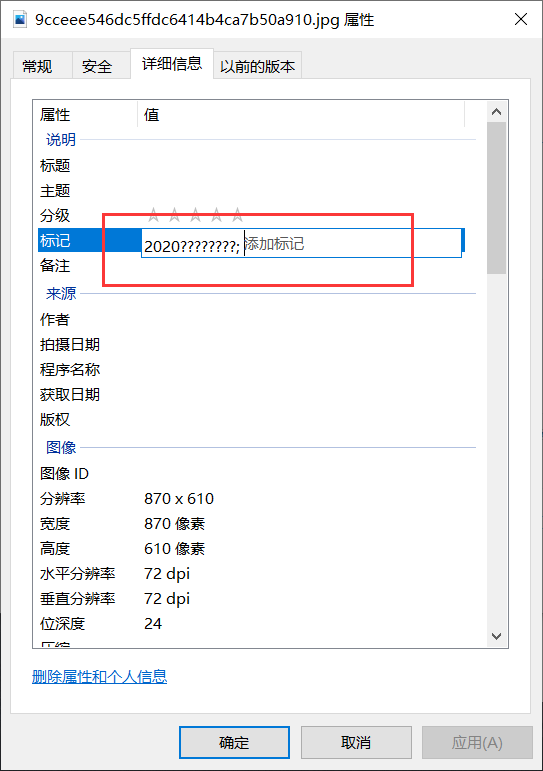 9cceee546dc5ffdc6414b4ca7b50a910.jpg 属性
常规 安全 详细信息 以前的版本
属性 值
说明
标题
主题
分级
标记 2020????????; 添加标记
备注
来源
作者
拍摄日期
程序名称
获取日期
版权
图像
图像 ID
分辨率 870 x 610
宽度 870 像素
高度 610 像素
水平分辨率 72 dpi
垂直分辨率 72 dpi
位深度 24
删除属性和个人信息
确定 取消 应用(A)